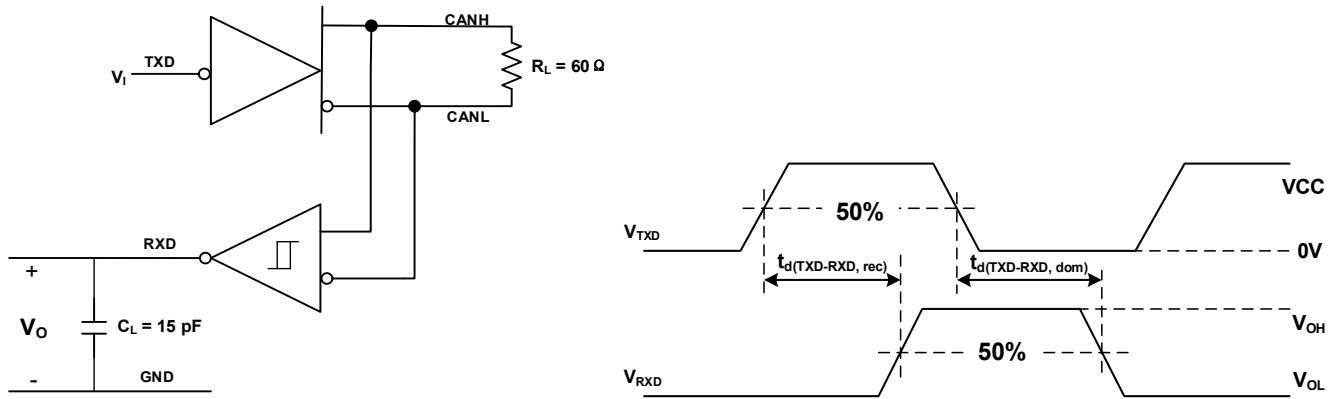 CANH
TXD
V_I
R_L = 60 Ω
CANL
RXD
+
V_O
C_L = 15 pF
-
GND
VCC
50%
V_TXD
0V
t_d(TXD-RXD, rec)
t_d(TXD-RXD, dom)
V_OH
50%
V_RXD
V_OL